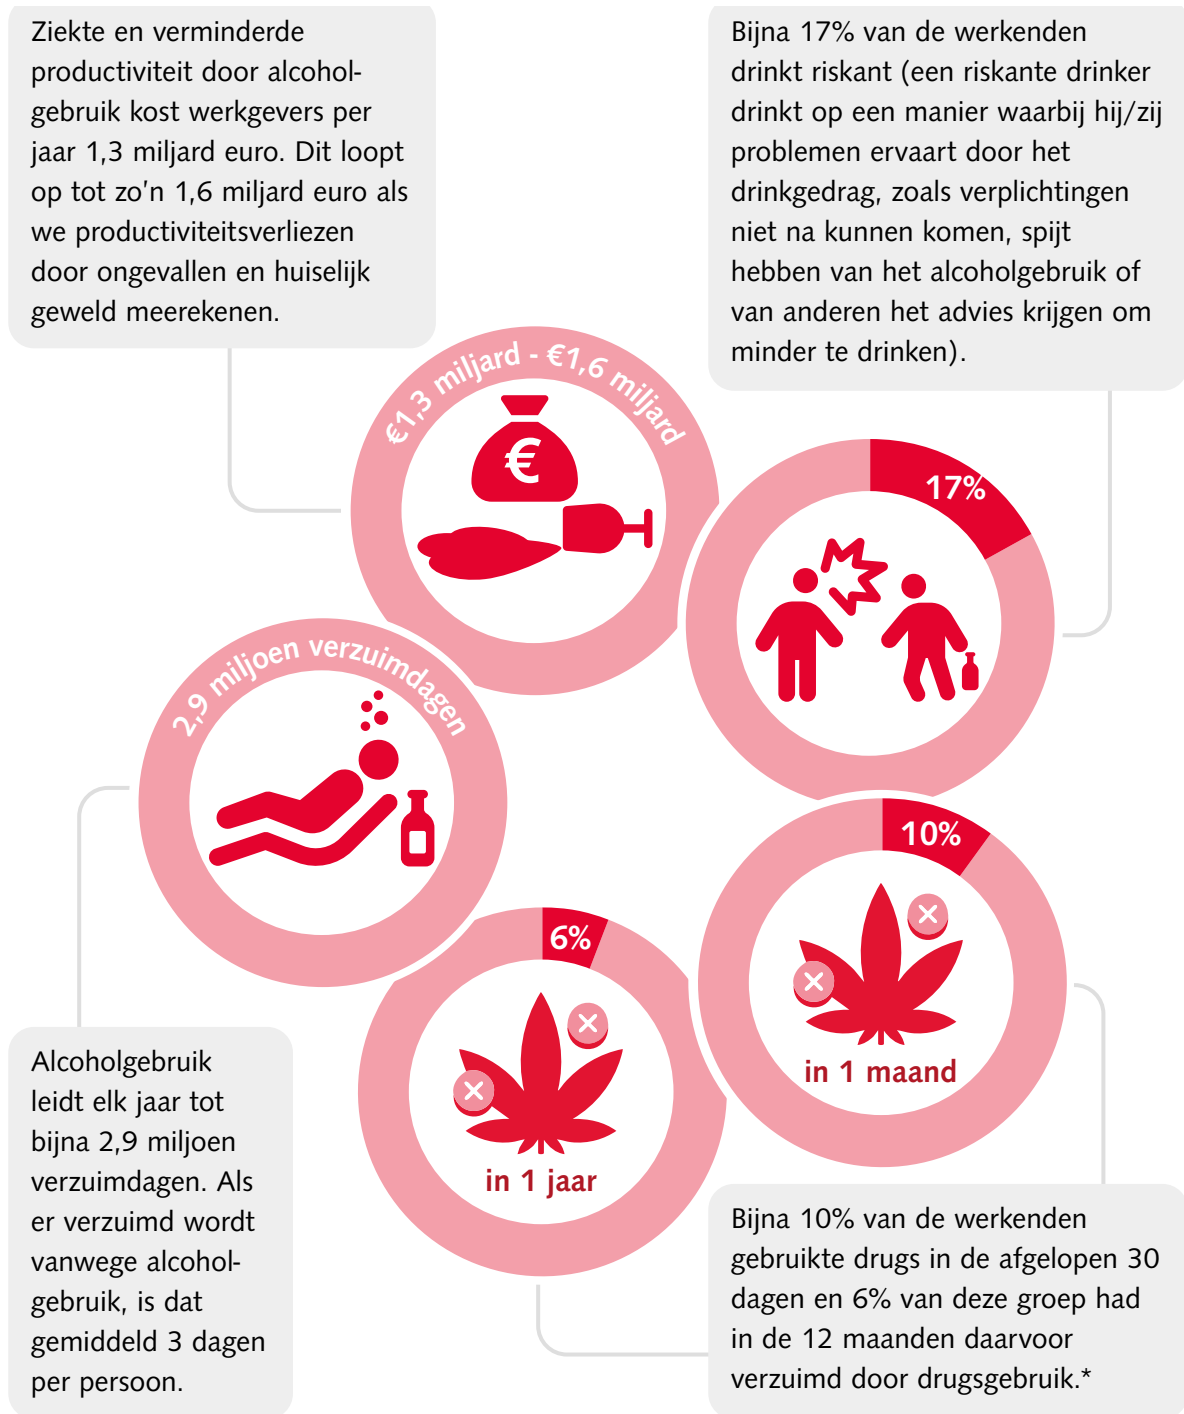 Ziekte en verminderde
productiviteit door alcohol-
gebruik kost werkgevers per
jaar 1,3 miljard euro. Dit loopt
op tot zo'n 1,6 miljard euro als
we productiviteitsverliezen
door ongevallen en huiselijk
geweld meerekenen.
Bijna 17% van de werkenden
drinkt riskant (een riskante drinker
drinkt op een manier waarbij hij/zij
problemen ervaart door het
drinkgedrag, zoals verplichtingen
niet na kunnen komen, spijt
hebben van het alcoholgebruik of
van anderen het advies krijgen om
minder te drinken).
€1,3 miljard - €1,6 miljard
€
17%
2,9 miljoen verzuimdagen
10%
in 1 maand
6%
in 1 jaar
Alcoholgebruik
leidt elk jaar tot
bijna 2,9 miljoen
verzuimdagen. Als
er verzuimd wordt
vanwege alcohol-
gebruik, is dat
gemiddeld 3 dagen
per persoon.
Bijna 10% van de werkenden
gebruikte drugs in de afgelopen 30
dagen en 6% van deze groep had
in de 12 maanden daarvoor
verzuimd door drugsgebruik.*